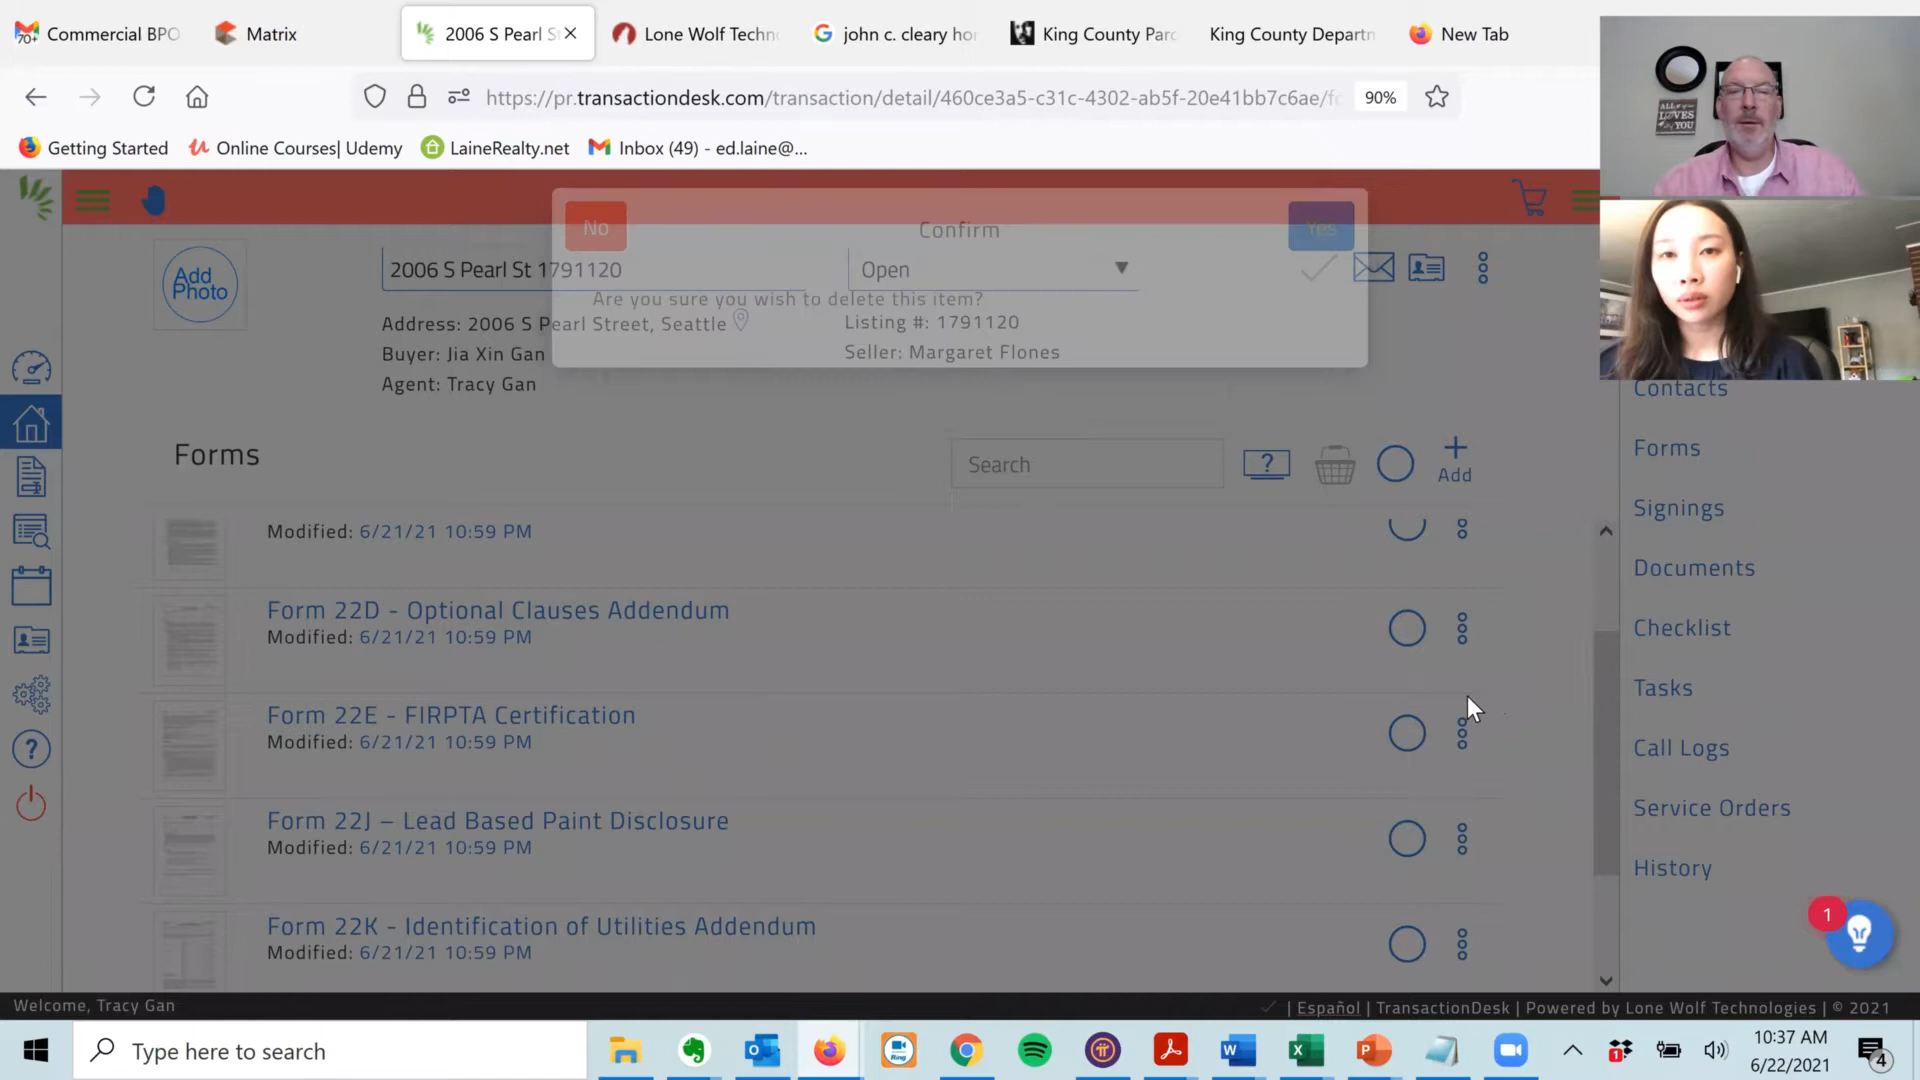 70+
Commercial BPO
Matrix
2006 S Pearl S
Lone Wolf Techn
john c. cleary ho
King County Parc
King County Departm
New Tab
https://pr.transactiondesk.com/transaction/detail/460ce3a5-c31c-4302-ab5f-20e41bb7c6ae/fo
90%
Getting Started
Online Courses| Udemy
LaineRealty.net
Inbox (49) - ed.laine@...
ALL
LOVES
YOU
No
Confirm
Yes
Are you sure you wish to delete this item?
Add
Photo
2006 S Pearl St 1791120
Open
Address: 2006 S Pearl Street, Seattle
Listing #: 1791120
Buyer: Jia Xin Gan
Seller: Margaret Flones
Agent: Tracy Gan
Forms
Search
Add
Modified: 6/21/21 10:59 PM
Form 22D - Optional Clauses Addendum
Modified: 6/21/21 10:59 PM
Form 22E - FIRPTA Certification
Modified: 6/21/21 10:59 PM
Form 22J – Lead Based Paint Disclosure
Modified: 6/21/21 10:59 PM
Form 22K - Identification of Utilities Addendum
Modified: 6/21/21 10:59 PM
Contacts
Forms
Signings
Documents
Checklist
Tasks
Call Logs
Service Orders
History
1
Welcome, Tracy Gan
| Español | TransactionDesk | Powered by Lone Wolf Technologies | © 2021
Type here to search
Ring
1
10:37 AM
6/22/2021
4